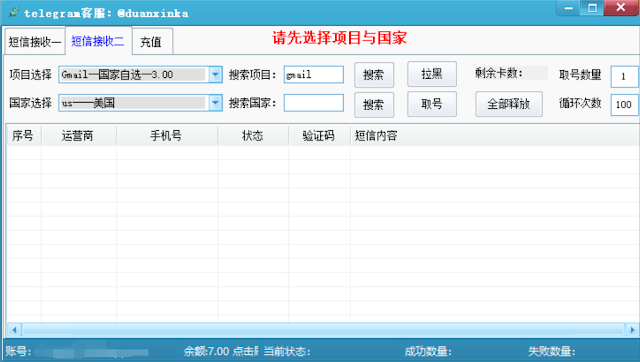 telegram客服: @duanxinka
短信接收一 短信接收二 充值
请先选择项目与国家
项目选择 Gmail—国家自选—3.00 搜索项目: gmail 搜索 拉黑 剩余卡数: 取号数量 1
国家选择 us——美国 搜索国家: 搜索 取号 全部释放 循环次数 100
序号 运营商 手机号 状态 验证码 短信内容
账号: 余额:7.00 点击 当前状态: 成功数量: 失败数量: